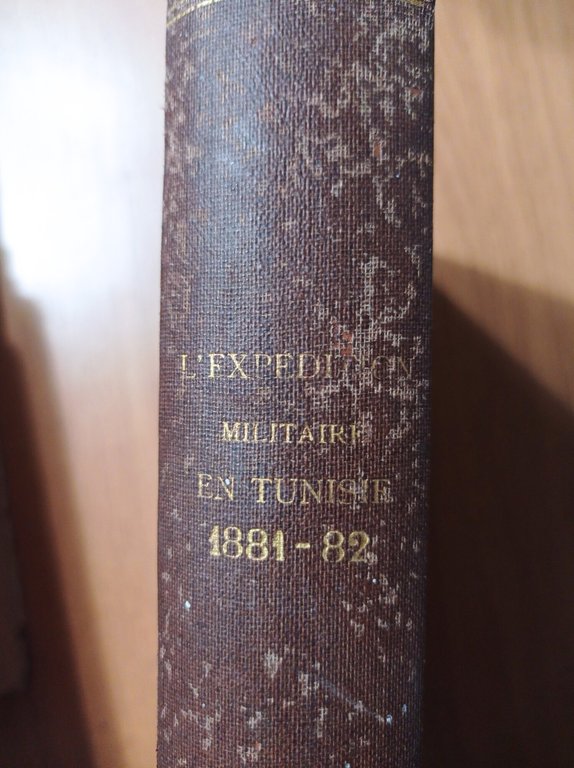 L'EXPÉDITION
MILITAIRE
EN TUNISIE
1881-82